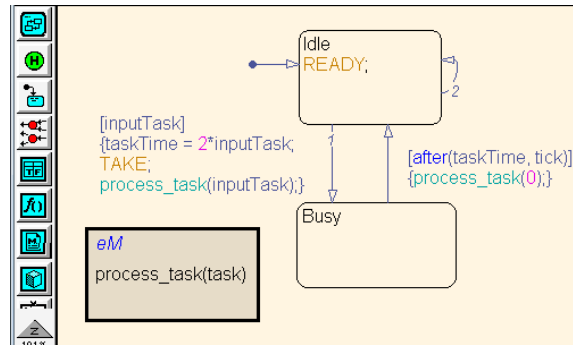 Idle
READY;
2
[inputTask]
{taskTime = 2*inputTask;
TAKE;
process_task(inputTask);}
1
[after(taskTime, tick)]
{process_task(0);}
Busy
eM
process_task(task)
H
f()
M
Z